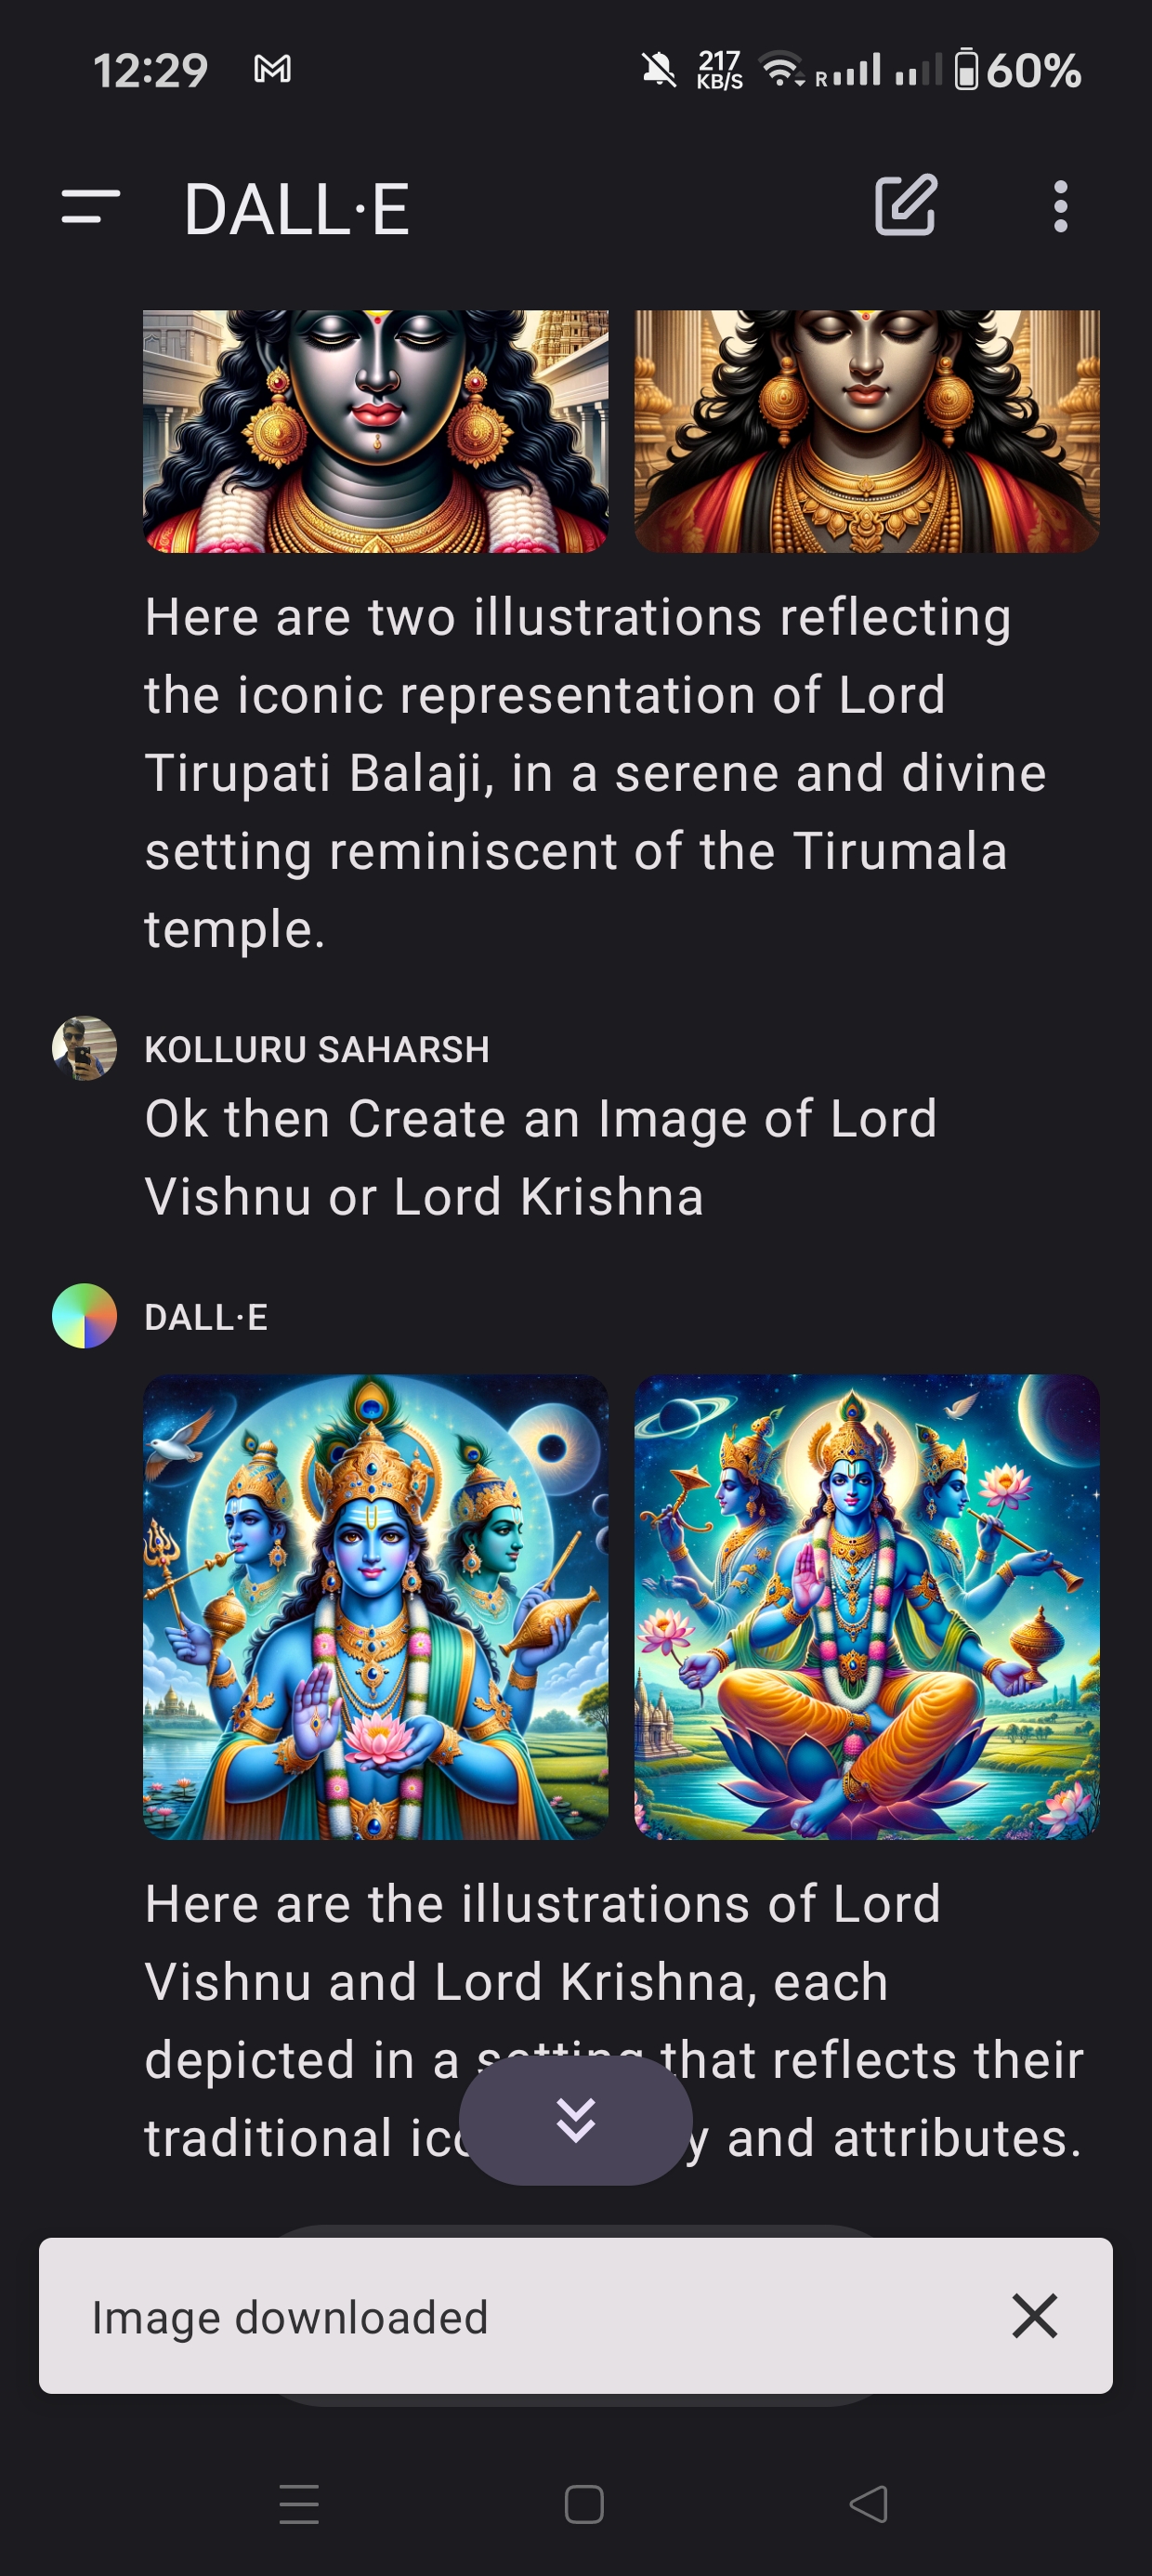 12:29
217
KB/S
R
60%
DALL·E
Here are two illustrations reflecting
the iconic representation of Lord
Tirupati Balaji, in a serene and divine
setting reminiscent of the Tirumala
temple.
KOLLURU SAHARSH
Ok then Create an Image of Lord
Vishnu or Lord Krishna
DALL·E
Here are the illustrations of Lord
Vishnu and Lord Krishna, each
depicted in a setting that reflects their
traditional and attributes.
Image downloaded